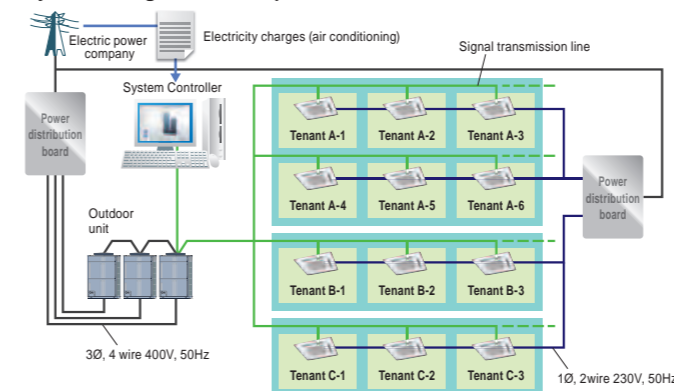 Electric power
company
Electricity charges (air conditioning)
Signal transmission line
System Controller
Power
distribution
board
Tenant A-1
Tenant A-2
Tenant A-3
Tenant A-4
Tenant A-5
Tenant A-6
Power
distribution
board
Outdoor
unit
Tenant B-1
Tenant B-2
Tenant B-3
3Ø, 4 wire 400V, 50Hz
Tenant C-1
Tenant C-2
Tenant C-3
1Ø, 2wire 230V, 50Hz